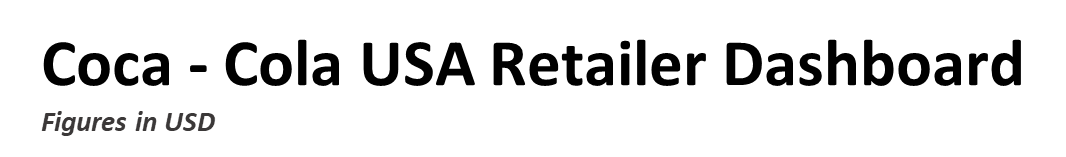 Coca - Cola USA Retailer Dashboard
Figures in USD